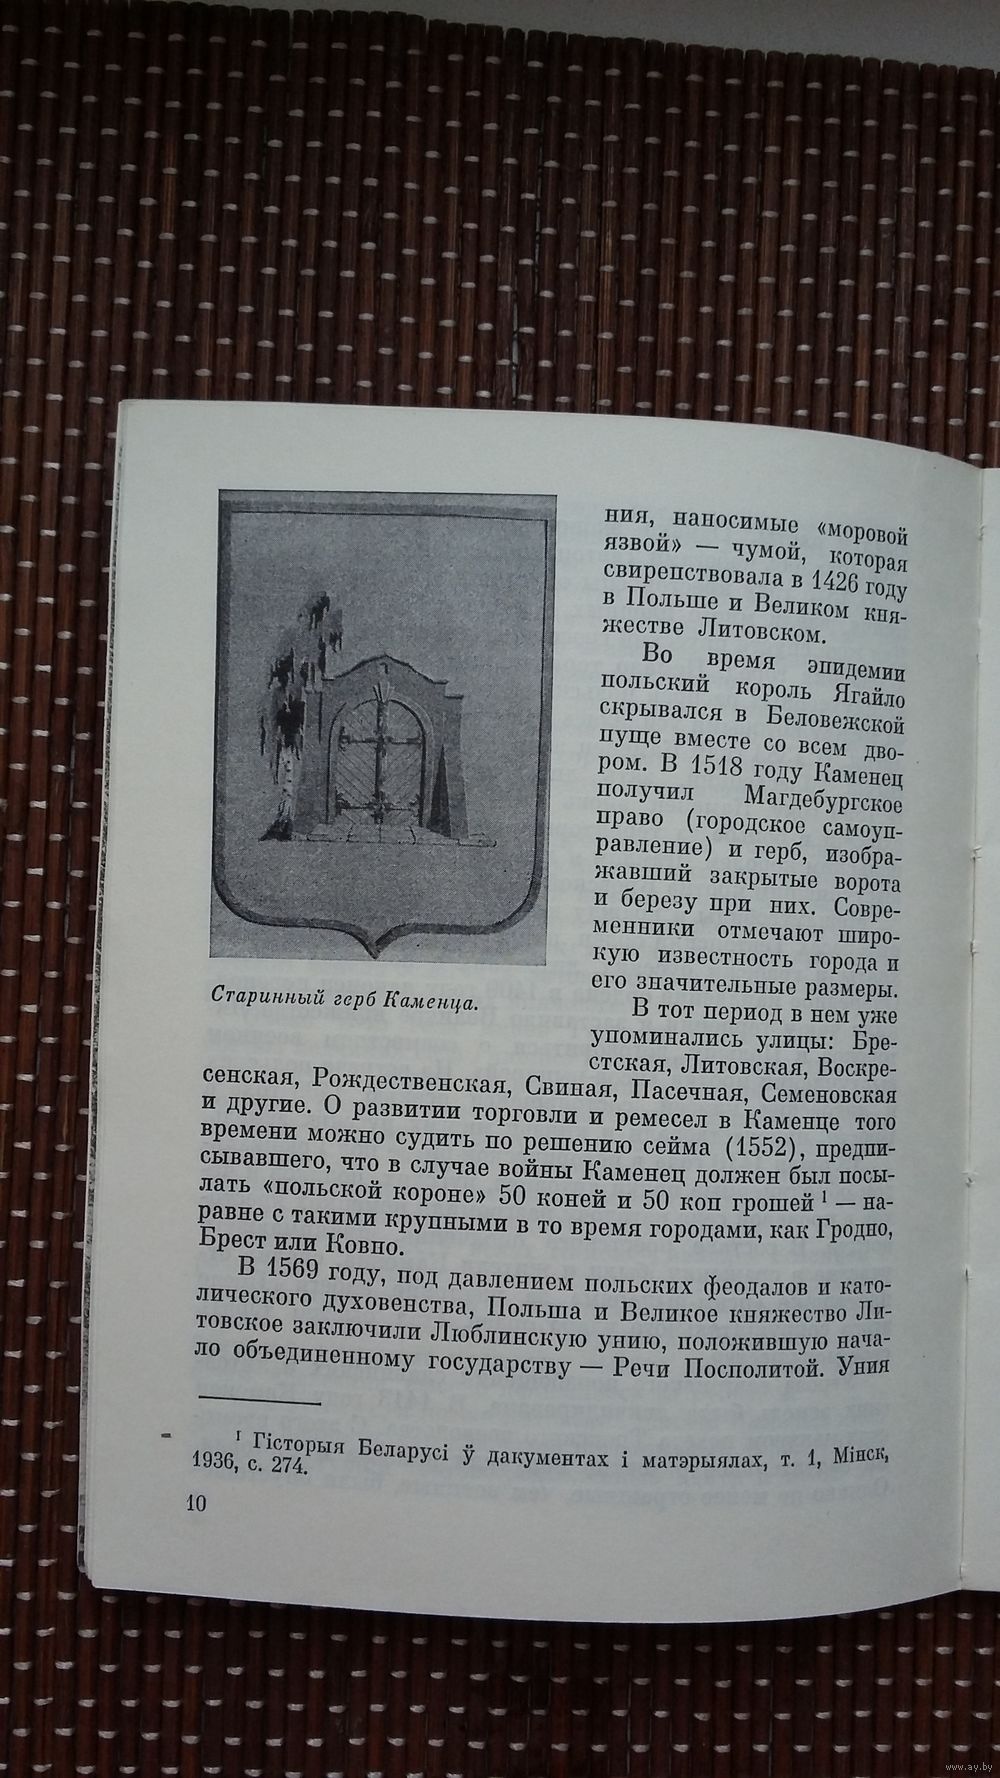 ния, наносимые «моровой
язвой» — чумой, которая
свирепствовала в 1426 году
в Польше и Великом кня-
жестве Литовском.
Во время эпидемии
польский король Ягайло
скрывался в Беловежской
пуще вместе со всем дво-
ром. В 1518 году Каменец
получил Магдебургское
право (городское самоуп-
равление) и герб, изобра-
жавший закрытые ворота
и березу при них. Совре-
менники отмечают широ-
кую известность города и
его значительные размеры.
Старинный герб Каменца.
В тот период в нем уже
упоминались улицы: Бре-
стская, Литовская, Воскре-
сенская, Рождественская, Свиная, Пасечная, Семеновская
и другие. О развитии торговли и ремесел в Каменце того
времени можно судить по решению сейма (1552), предпи-
сывавшего, что в случае войны Каменец должен был посы-
лать «польской короне» 50 коней и 50 коп грошей ¹ — на-
равне с такими крупными в то время городами, как Гродно,
Брест или Ковно.
В 1569 году, под давлением польских феодалов и като-
лического духовенства, Польша и Великое княжество Ли-
товское заключили Люблинскую унию, положившую нача-
ло объединенному государству — Речи Посполитой. Уния
¹ Гісторыя Беларусі ў дакументах і матэрыялах, т. 1, Мінск,
1936, с. 274.
10
www.ay.by